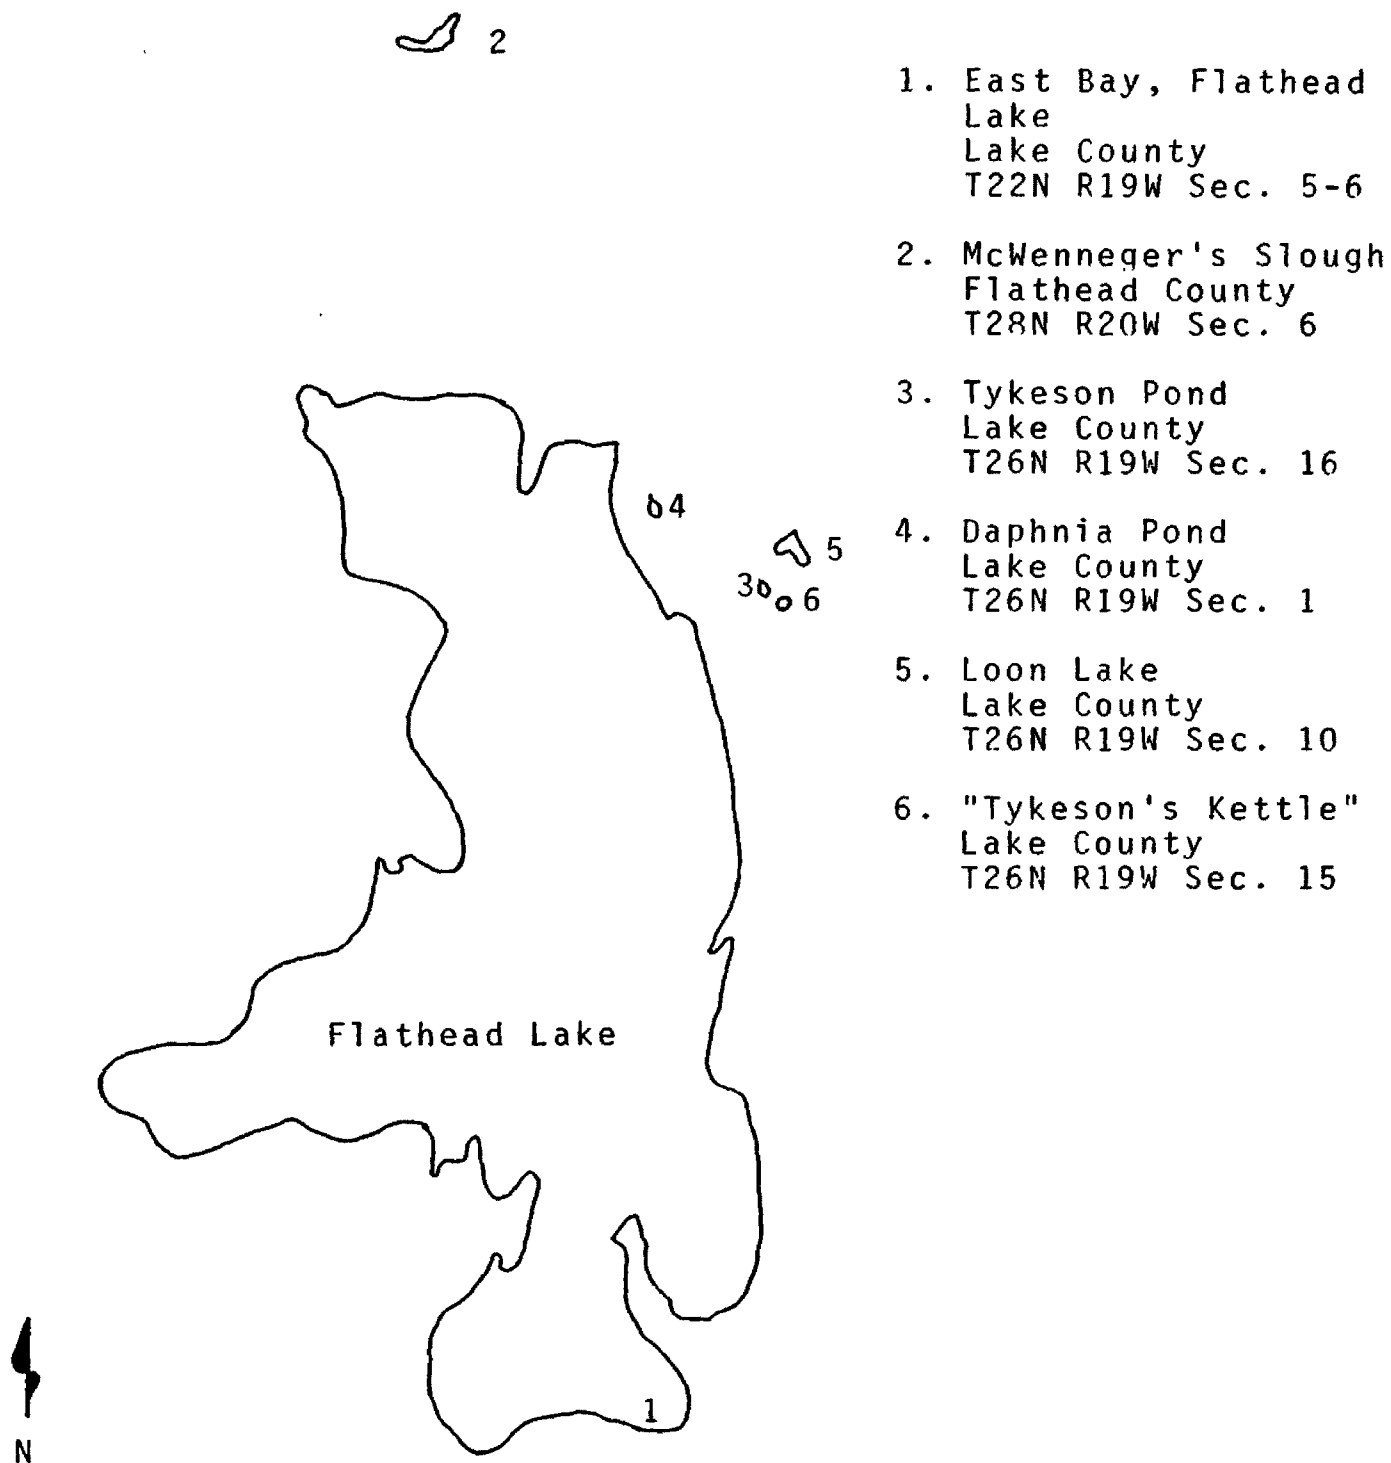 2
1. East Bay, Flathead
Lake
Lake County
T22N R19W Sec. 5-6
2. McWenneger's Slough
Flathead County
T28N R20W Sec. 6
3. Tykeson Pond
Lake County
T26N R19W Sec. 16
4
4. Daphnia Pond
Lake County
T26N R19W Sec. 1
5
3
6
5. Loon Lake
Lake County
T26N R19W Sec. 10
6. "Tykeson's Kettle"
Lake County
T26N R19W Sec. 15
Flathead Lake
1
N